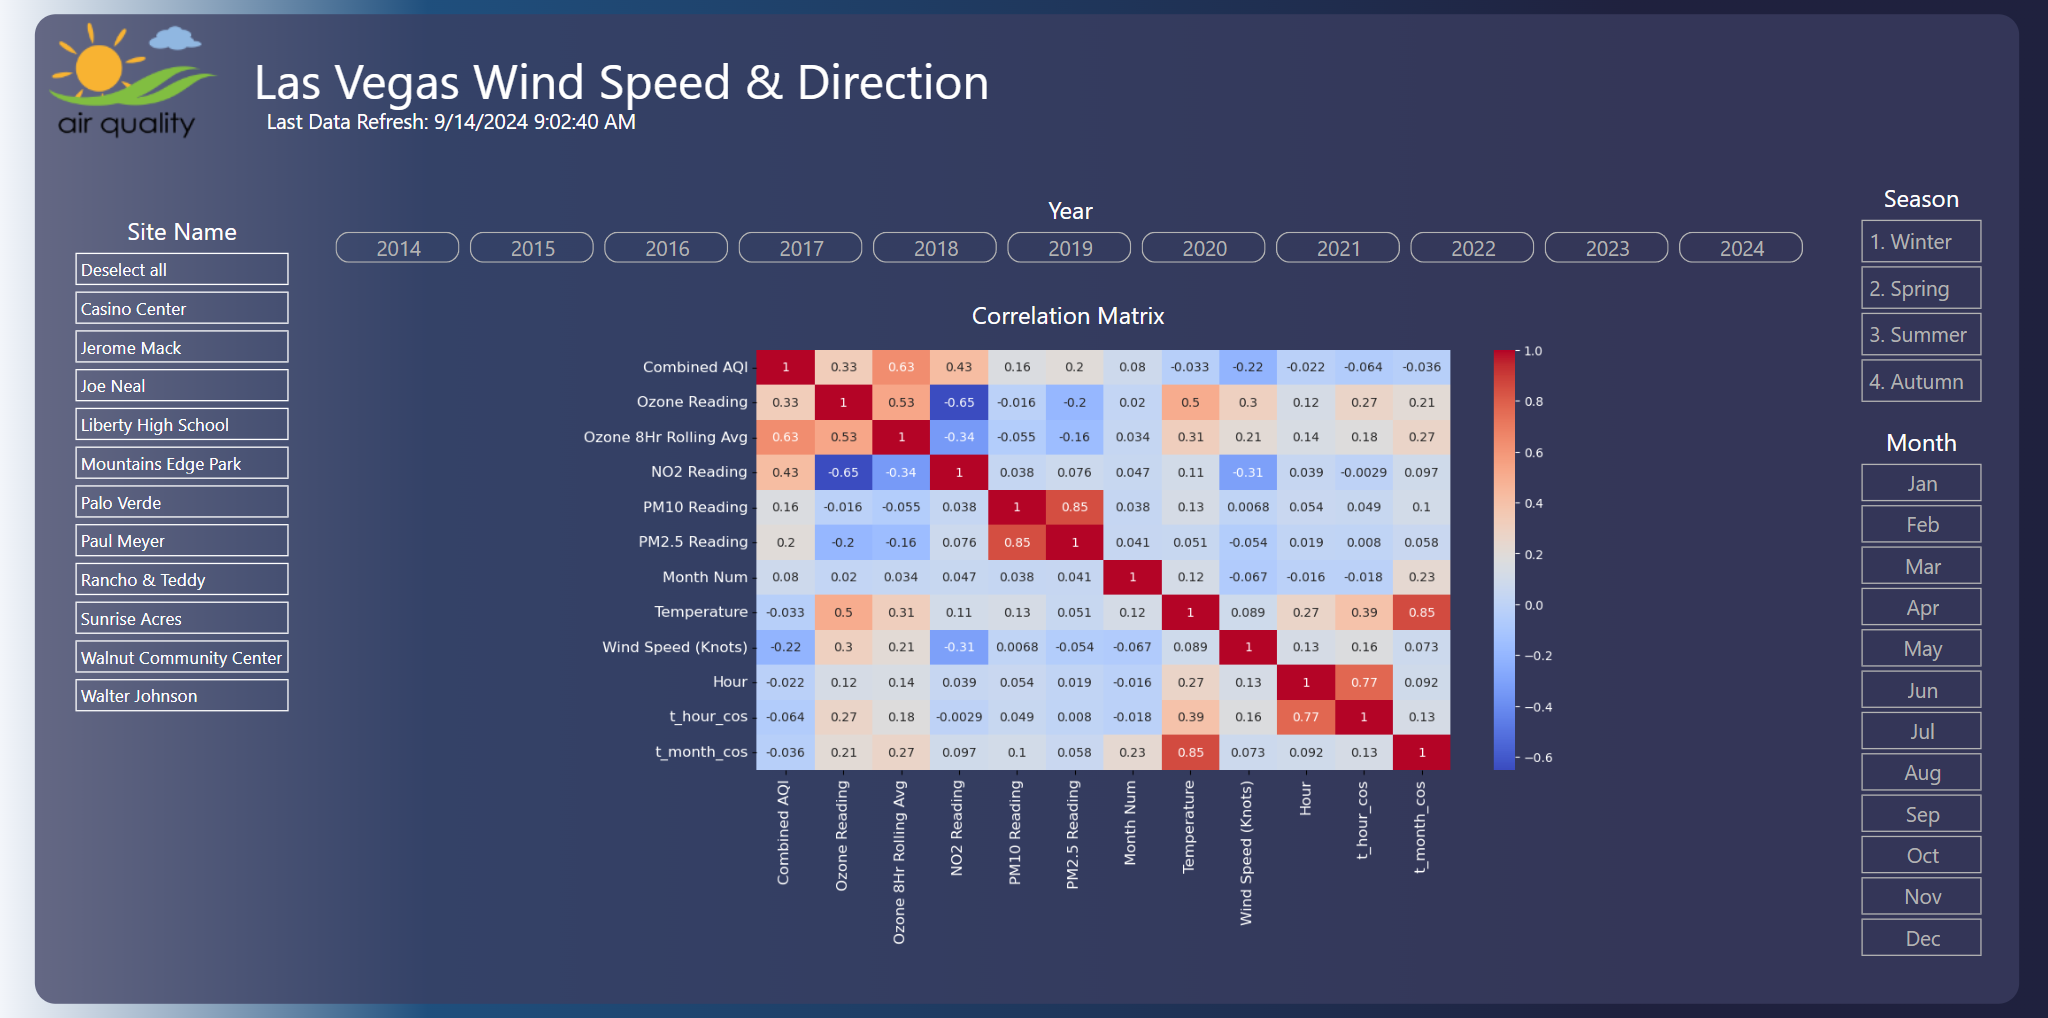 air quality
Las Vegas Wind Speed & Direction
Last Data Refresh: 9/14/2024 9:02:40 AM
Site Name
Deselect all
Casino Center
Jerome Mack
Joe Neal
Liberty High School
Mountains Edge Park
Palo Verde
Paul Meyer
Rancho & Teddy
Sunrise Acres
Walnut Community Center
Walter Johnson
Year
2014 2015 2016 2017 2018 2019 2020 2021 2022 2023 2024
Correlation Matrix
Combined AQI 1 0.33 0.63 0.43 0.16 0.2 0.08 -0.033 -0.22 -0.022 -0.064 -0.036
Ozone Reading 0.33 1 0.53 -0.65 -0.016 -0.2 0.02 0.5 0.3 0.12 0.27 0.21
Ozone 8Hr Rolling Avg 0.63 0.53 1 -0.34 -0.055 -0.16 0.034 0.31 0.21 0.14 0.18 0.27
NO2 Reading 0.43 -0.65 -0.34 1 0.038 0.076 0.047 0.11 -0.31 0.039 -0.0029 0.097
PM10 Reading 0.16 -0.016 -0.055 0.038 1 0.85 0.038 0.13 0.0068 0.054 0.049 0.1
PM2.5 Reading 0.2 -0.2 -0.16 0.076 0.85 1 0.041 0.051 -0.054 0.019 0.008 0.058
Month Num 0.08 0.02 0.034 0.047 0.038 0.041 1 0.12 -0.067 -0.016 -0.018 0.23
Temperature -0.033 0.5 0.31 0.11 0.13 0.051 0.12 1 0.089 0.27 0.39 0.85
Wind Speed (Knots) -0.22 0.3 0.21 -0.31 0.0068 -0.054 -0.067 0.089 1 0.13 0.16 0.073
Hour -0.022 0.12 0.14 0.039 0.054 0.019 -0.016 0.27 0.13 1 0.77 0.092
t_hour_cos -0.064 0.27 0.18 -0.0029 0.049 0.008 -0.018 0.39 0.16 0.77 1 0.13
t_month_cos -0.036 0.21 0.27 0.097 0.1 0.058 0.23 0.85 0.073 0.092 0.13 1
Combined AQI
Ozone Reading
Ozone 8Hr Rolling Avg
NO2 Reading
PM10 Reading
PM2.5 Reading
Month Num
Temperature
Wind Speed (Knots)
Hour
t_hour_cos
t_month_cos
1.0
0.8
0.6
0.4
0.2
0.0
−0.2
−0.4
−0.6
Season
1. Winter
2. Spring
3. Summer
4. Autumn
Month
Jan
Feb
Mar
Apr
May
Jun
Jul
Aug
Sep
Oct
Nov
Dec